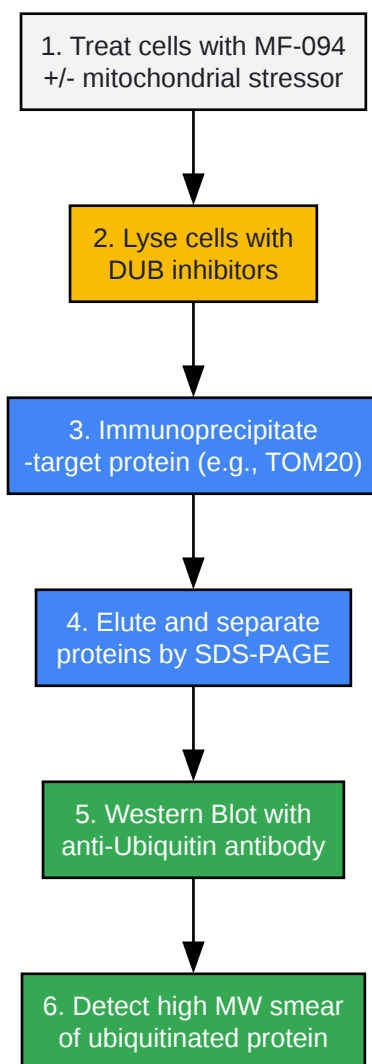 1. Treat cells with MF-094
+/- mitochondrial stressor
2. Lyse cells with
DUB inhibitors
3. Immunoprecipitate
-target protein (e.g., TOM20)
4. Elute and separate
proteins by SDS-PAGE
5. Western Blot with
anti-Ubiquitin antibody
6. Detect high MW smear
of ubiquitinated protein